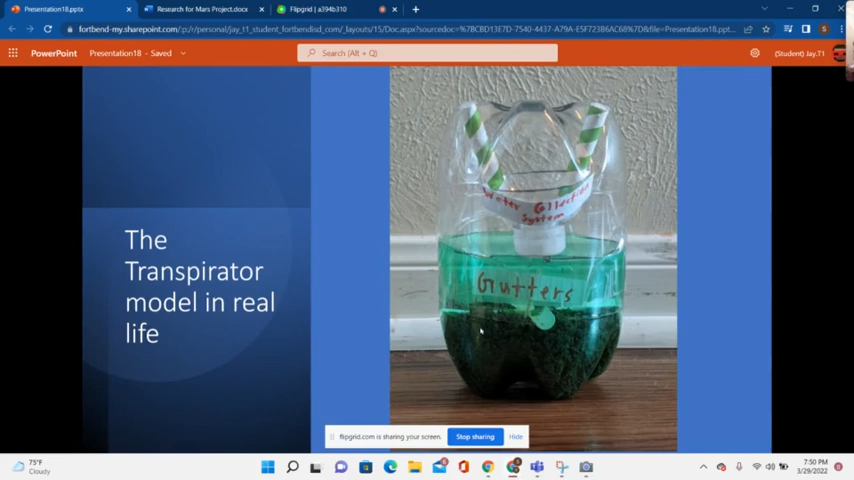 Presentation18.pptx
Research for Mars Project.docx
Flipgrid | a394b310
fortbend-my.sharepoint.com/:p:/r/personal/jay_t1_student_fortbendisd_com/_layouts/15/Doc.aspx?sourcedoc=%7BCBD13E7D-7540-4437-A79A-E5F723B6AC68%7D&file=Presentation18.ppt...
PowerPoint
Presentation18 - Saved
Search (Alt + Q)
(Student) Jay.T1
The
Transpirator
model in real
life
Water Collection
System
Gutters
flipgrid.com is sharing your screen.
Stop sharing
Hide
75°F
Cloudy
7:50 PM
3/29/2022